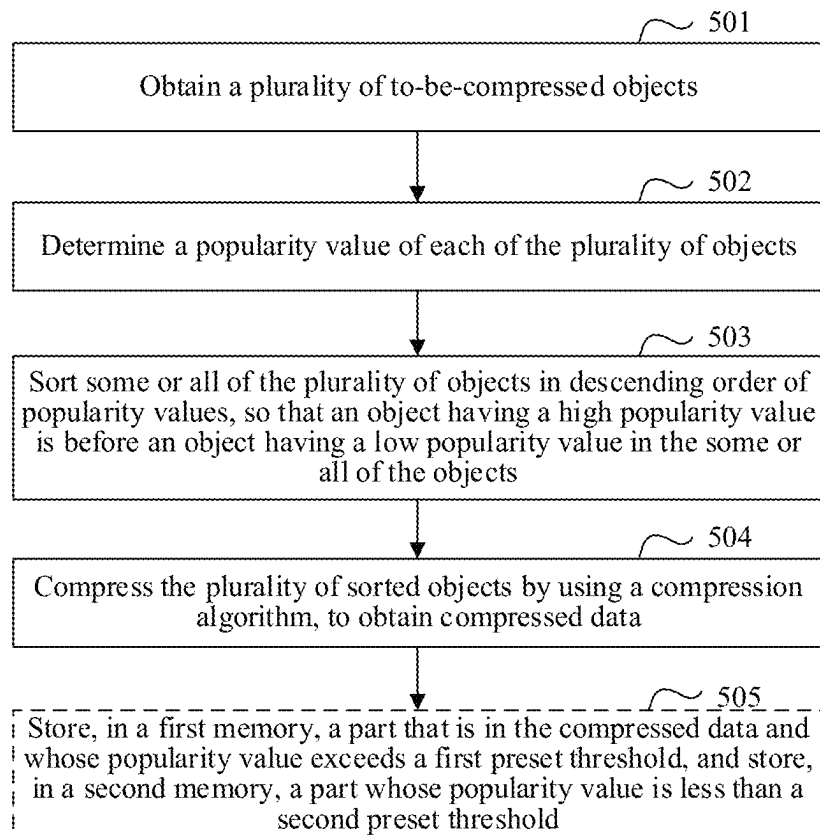 501
Obtain a plurality of to-be-compressed objects
502
Determine a popularity value of each of the plurality of objects
503
Sort some or all of the plurality of objects in descending order of
popularity values, so that an object having a high popularity value
is before an object having a low popularity value in the some or
all of the objects
504
Compress the plurality of sorted objects by using a compression
algorithm, to obtain compressed data
505
Store, in a first memory, a part that is in the compressed data and
whose popularity value exceeds a first preset threshold, and store,
in a second memory, a part whose popularity value is less than a
second preset threshold